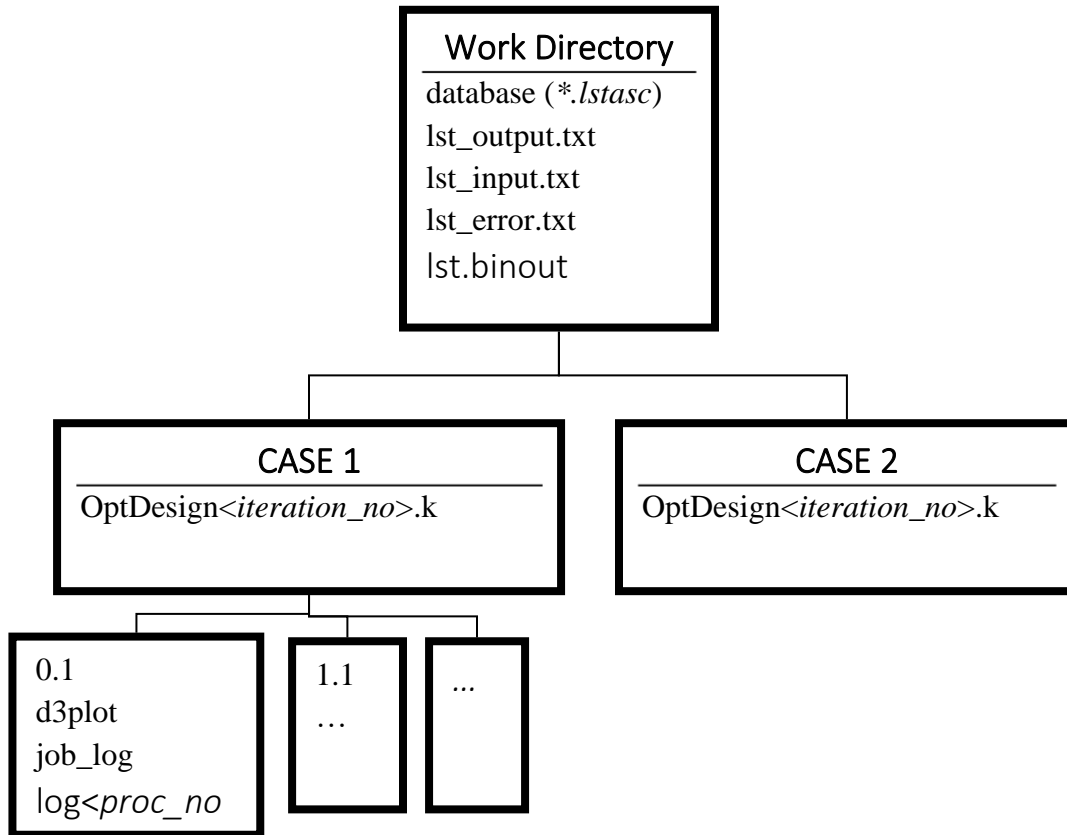 Work Directory
database (*.lstasc)
lst_output.txt
lst_input.txt
lst_error.txt
lst.binout
CASE 1
OptDesign<iteration_no>.k
CASE 2
OptDesign<iteration_no>.k
0.1
d3plot
job_log
log<proc_no
1.1
…
...